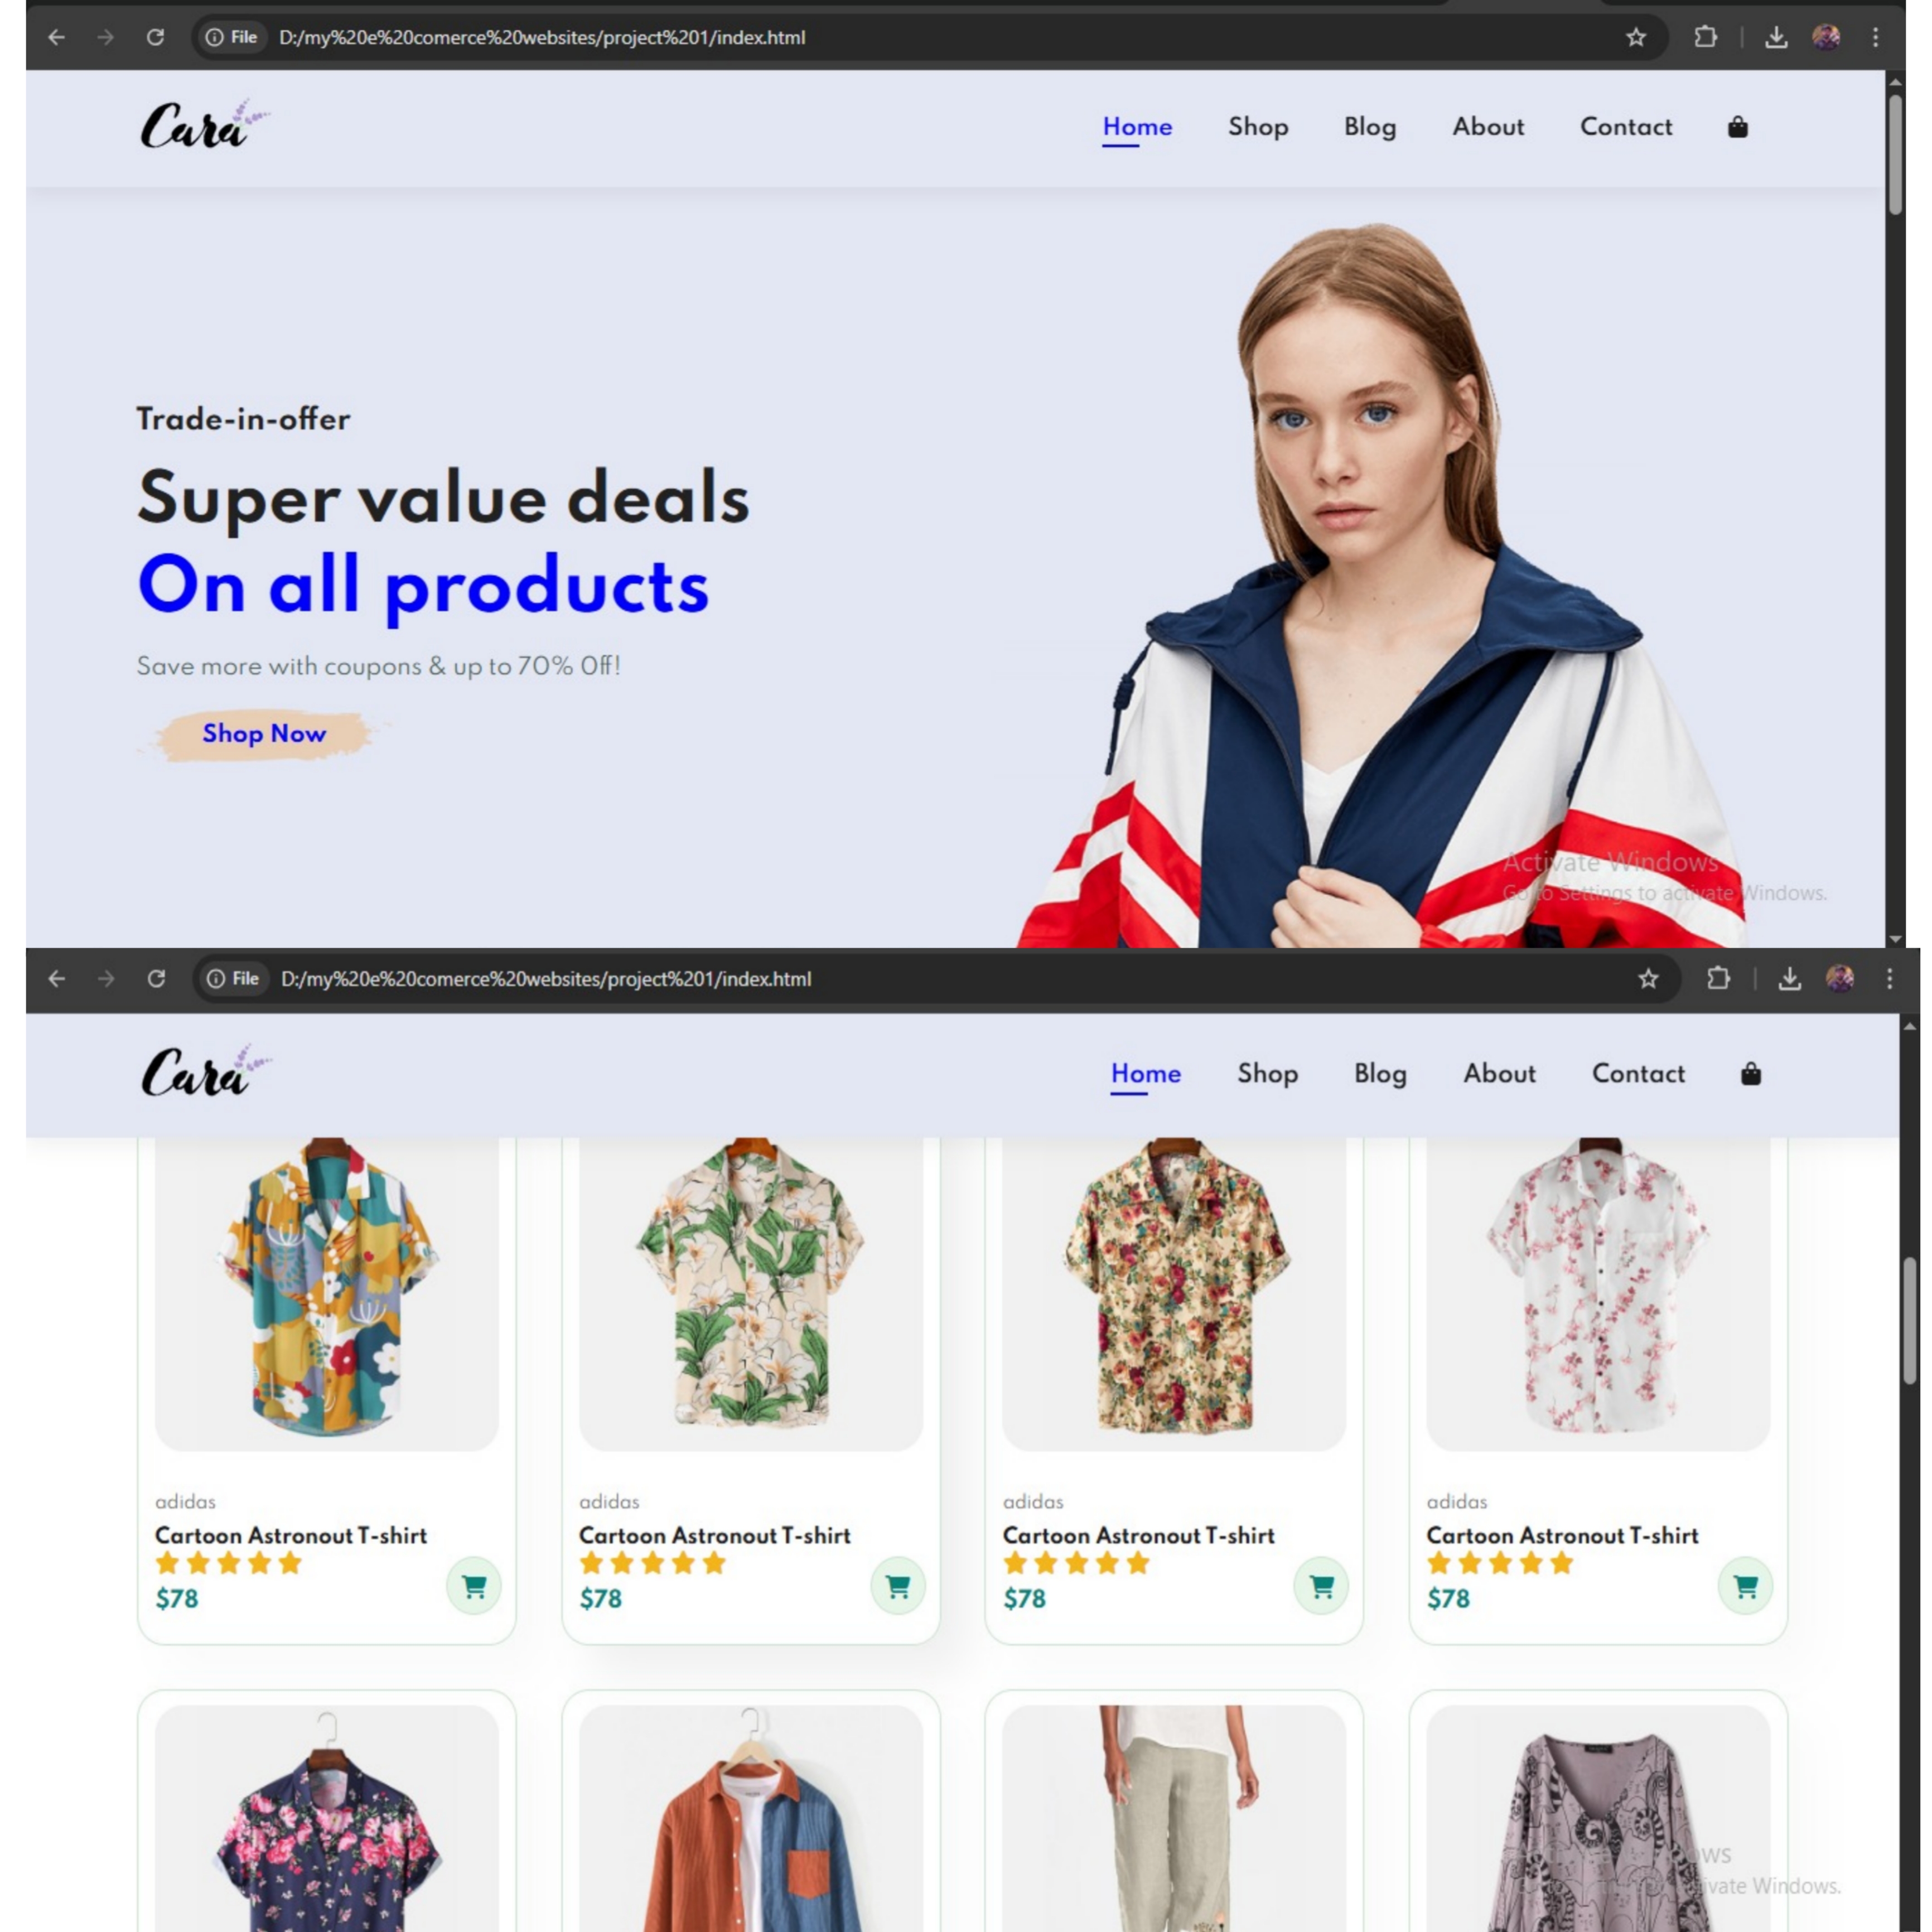 File D:/my%20e%20comerce%20websites/project%201/index.html
Cara Home Shop Blog About Contact
Trade-in-offer
Super value deals
On all products
Save more with coupons & up to 70% Off!
Shop Now
Activate Windows
Go to Settings to activate Windows.
File D:/my%20e%20comerce%20websites/project%201/index.html
Cara Home Shop Blog About Contact
adidas adidas adidas adidas
Cartoon Astronout T-shirt Cartoon Astronout T-shirt Cartoon Astronout T-shirt Cartoon Astronout T-shirt
$78 $78 $78 $78
Windows.